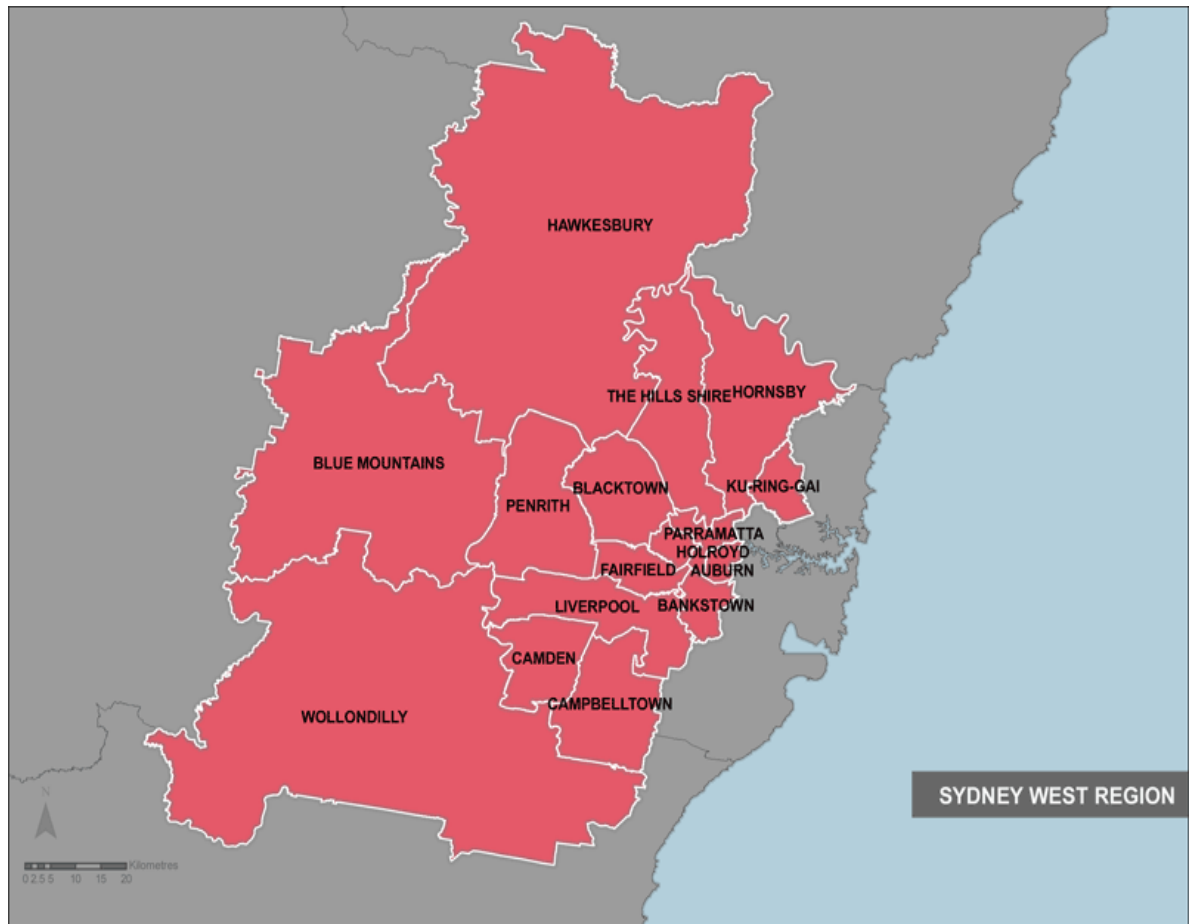 HAWKESBURY
THE HILLS SHIRE
HORNSBY
BLUE MOUNTAINS
PENRITH
BLACKTOWN
KU-RING-GAI
PARRAMATTA
HOLROYD
FAIRFIELD
AUBURN
LIVERPOOL
BANKSTOWN
CAMDEN
CAMPBELLTOWN
WOLLONDILLY
SYDNEY WEST REGION
N
Kilometres
0 2.5 5 10 15 20